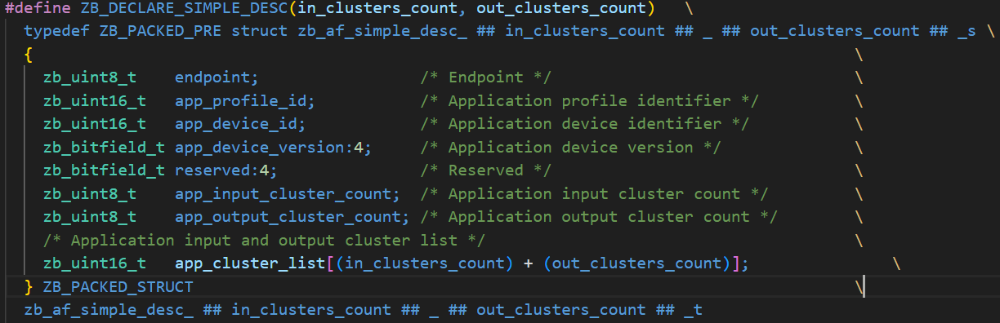 #define ZB_DECLARE_SIMPLE_DESC(in_clusters_count, out_clusters_count)   \
  typedef ZB_PACKED_PRE struct zb_af_simple_desc_ ## in_clusters_count ## _ ## out_clusters_count ## _s \
  {                                                                                      \
    zb_uint8_t    endpoint;                 /* Endpoint */                                \
    zb_uint16_t   app_profile_id;           /* Application profile identifier */          \
    zb_uint16_t   app_device_id;            /* Application device identifier */           \
    zb_bitfield_t app_device_version:4;     /* Application device version */              \
    zb_bitfield_t reserved:4;               /* Reserved */                                \
    zb_uint8_t    app_input_cluster_count;  /* Application input cluster count */         \
    zb_uint8_t    app_output_cluster_count; /* Application output cluster count */        \
    /* Application input and output cluster list */                                       \
    zb_uint16_t   app_cluster_list[(in_clusters_count) + (out_clusters_count)];               \
  } ZB_PACKED_STRUCT                                                                      \
  zb_af_simple_desc_ ## in_clusters_count ## _ ## out_clusters_count ## _t